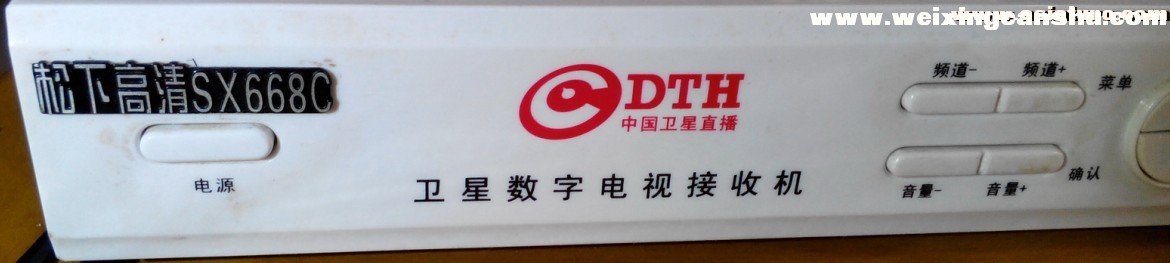 www.weixingcanshu.com
松下高清SX668C
电源
DTH
中国卫星直播
卫星数字电视接收机
频道- 频道+
菜单
音量- 音量+
确认